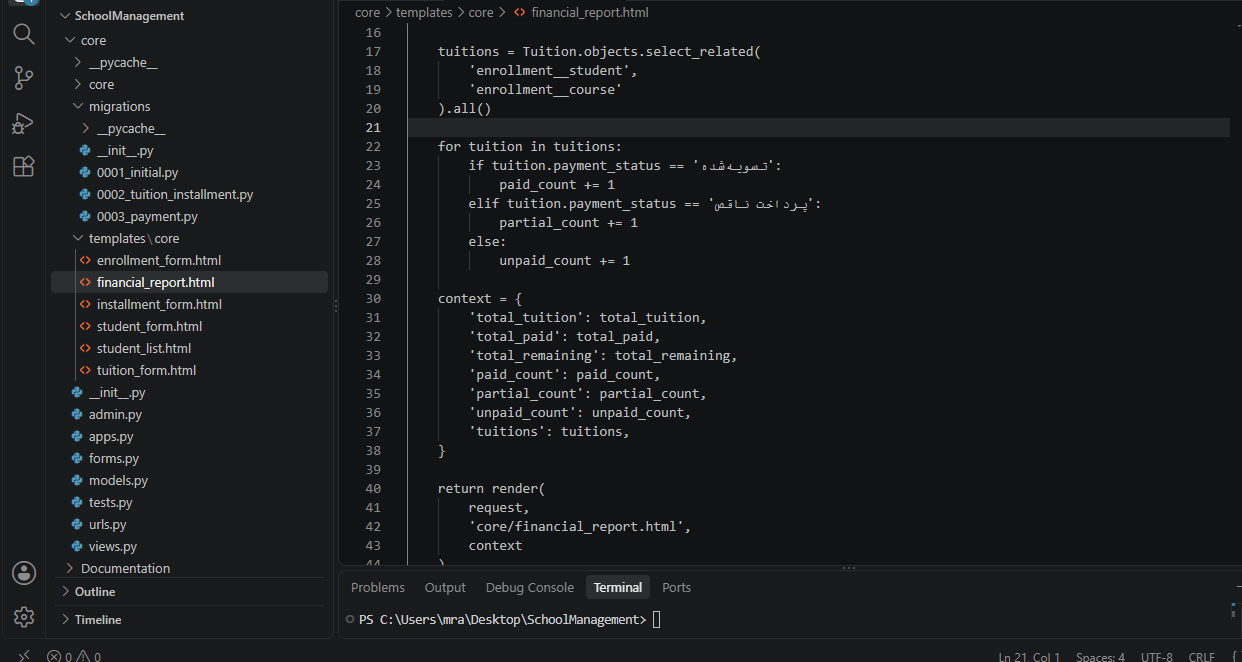 SchoolManagement
core
__pycache__
core
migrations
__pycache__
__init__.py
0001_initial.py
0002_tuition_installment.py
0003_payment.py
templates\core
enrollment_form.html
financial_report.html
installment_form.html
student_form.html
student_list.html
tuition_form.html
__init__.py
admin.py
apps.py
forms.py
models.py
tests.py
urls.py
views.py
Documentation
Outline
Timeline
core > templates > core > <> financial_report.html
16
17 tuitions = Tuition.objects.select_related(
18 'enrollment__student',
19 'enrollment__course'
20 ).all()
21
22 for tuition in tuitions:
23 if tuition.payment_status == 'تسویه‌شده':
24 paid_count += 1
25 elif tuition.payment_status == 'پرداخت ناقص':
26 partial_count += 1
27 else:
28 unpaid_count += 1
29
30 context = {
31 'total_tuition': total_tuition,
32 'total_paid': total_paid,
33 'total_remaining': total_remaining,
34 'paid_count': paid_count,
35 'partial_count': partial_count,
36 'unpaid_count': unpaid_count,
37 'tuitions': tuitions,
38 }
39
40 return render(
41 request,
42 'core/financial_report.html',
43 context
44 )
Problems Output Debug Console Terminal Ports
PS C:\Users\mra\Desktop\SchoolManagement>
0 0
Ln 21, Col 1 Spaces: 4 UTF-8 CRLF {